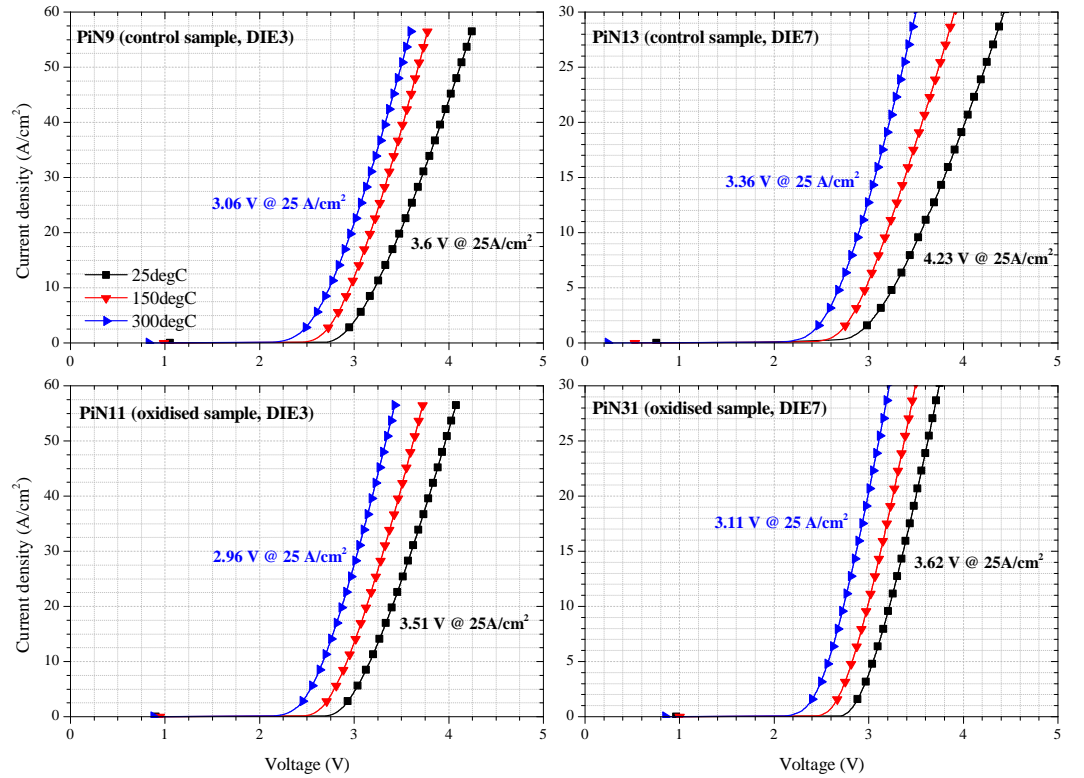 PiN9 (control sample, DIE3)
60
50
40
30
20
10
0
Current density (A/cm²)
3.06 V @ 25 A/cm²
3.6 V @ 25A/cm²
25degC
150degC
300degC
0 1 2 3 4 5
PiN13 (control sample, DIE7)
30
25
20
15
10
5
0
3.36 V @ 25 A/cm²
4.23 V @ 25A/cm²
0 1 2 3 4 5
PiN11 (oxidised sample, DIE3)
60
50
40
30
20
10
0
Current density (A/cm²)
2.96 V @ 25 A/cm²
3.51 V @ 25A/cm²
0 1 2 3 4 5
Voltage (V)
PiN31 (oxidised sample, DIE7)
30
25
20
15
10
5
0
3.11 V @ 25 A/cm²
3.62 V @ 25A/cm²
0 1 2 3 4 5
Voltage (V)